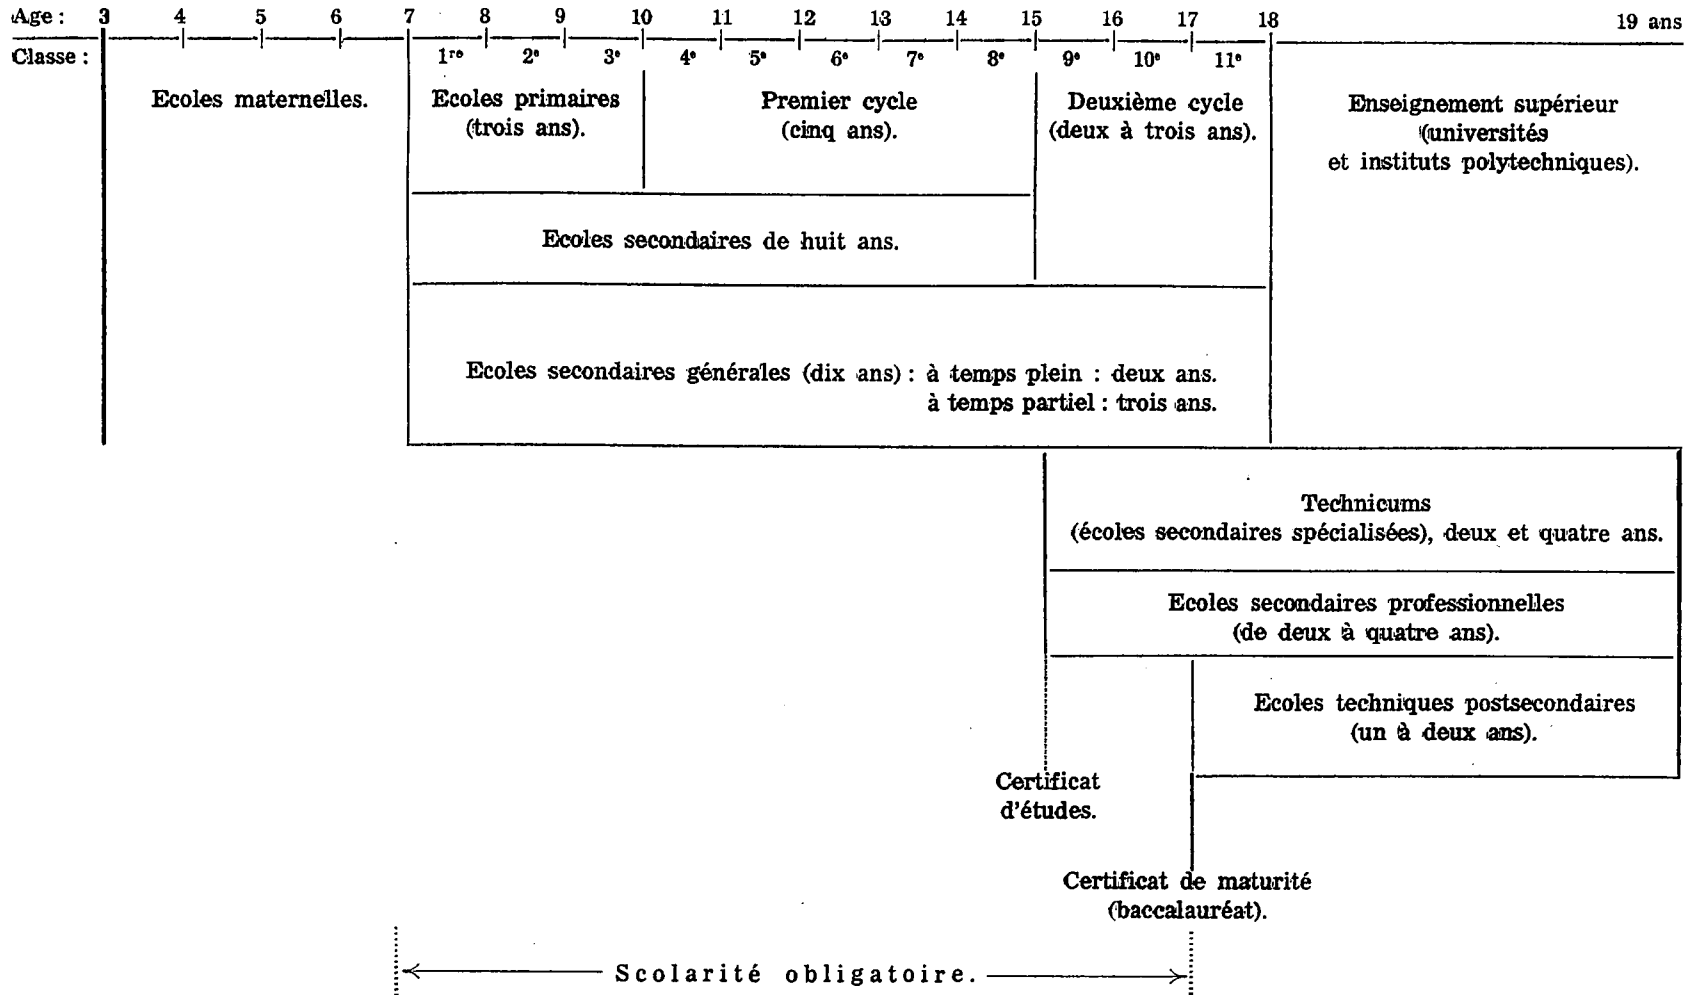 Age : 3 4 5 6 7 8 9 10 11 12 13 14 15 16 17 18 19 ans
Classe : 1re 2e 3e 4e 5e 6e 7e 8e 9e 10e 11e
Ecoles maternelles.
Ecoles primaires
(trois ans).
Premier cycle
(cinq ans).
Deuxième cycle
(deux à trois ans).
Enseignement supérieur
(universités
et instituts polytechniques).
Ecoles secondaires de huit ans.
Ecoles secondaires générales (dix ans) : à temps plein : deux ans.
à temps partiel : trois ans.
Technicums
(écoles secondaires spécialisées), deux et quatre ans.
Ecoles secondaires professionnelles
(de deux à quatre ans).
Ecoles techniques postsecondaires
(un à deux ans).
Certificat
d'études.
Certificat de maturité
(baccalauréat).
Scolarité obligatoire.